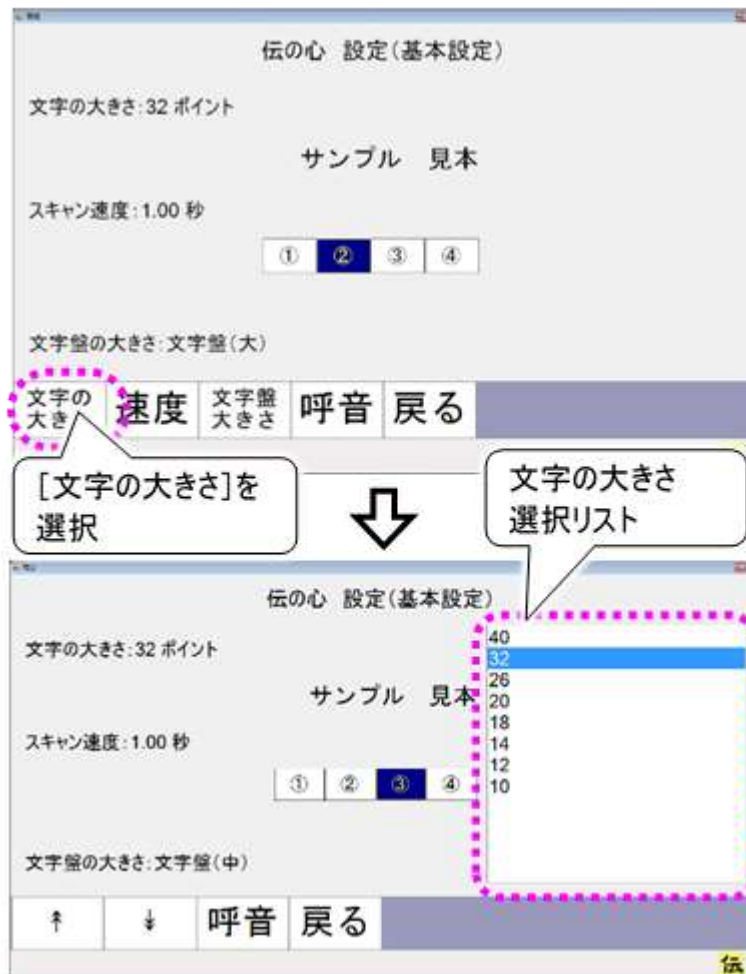 伝の心 設定(基本設定)
文字の大きさ:32 ポイント
サンプル 見本
スキャン速度:1.00 秒
① ② ③ ④
文字盤の大きさ:文字盤(大)
文字の
大き
速度
文字盤
大きさ
呼音
戻る
[文字の大きさ]を
選択
文字の大きさ
選択リスト
伝の心 設定(基本設定)
文字の大きさ:32 ポイント
サンプル 見本
スキャン速度:1.00 秒
① ② ③ ④
文字盤の大きさ:文字盤(中)
40
32
26
20
18
14
12
10
↟ ↡ 呼音 戻る
伝